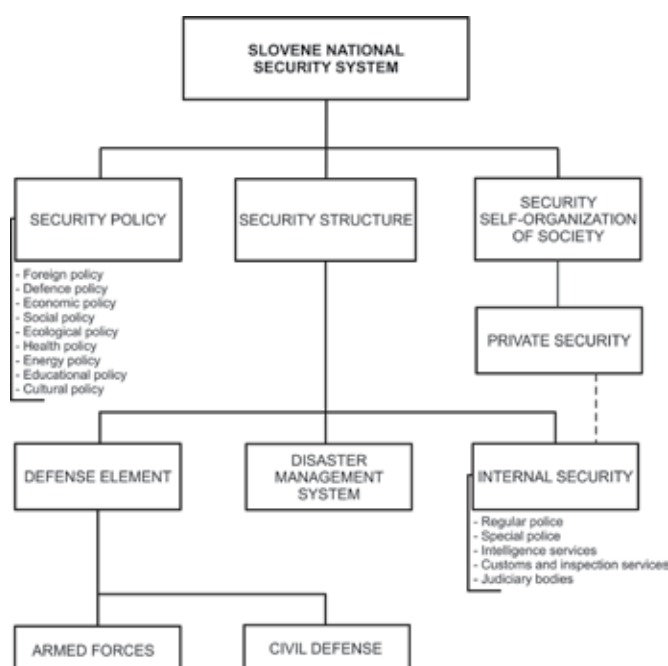 SLOVENE NATIONAL
SECURITY SYSTEM
SECURITY POLICY
SECURITY STRUCTURE
SECURITY
SELF-ORGANIZATION
OF SOCIETY
- Foreign policy
- Defence policy
- Economic policy
- Social policy
- Ecological policy
- Health policy
- Energy policy
- Educational policy
- Cultural policy
PRIVATE SECURITY
DEFENSE ELEMENT
DISASTER
MANAGEMENT
SYSTEM
INTERNAL SECURITY
- Regular police
- Special police
- Intelligence services
- Customs and inspection services
- Judiciary bodies
ARMED FORCES
CIVIL DEFENSE